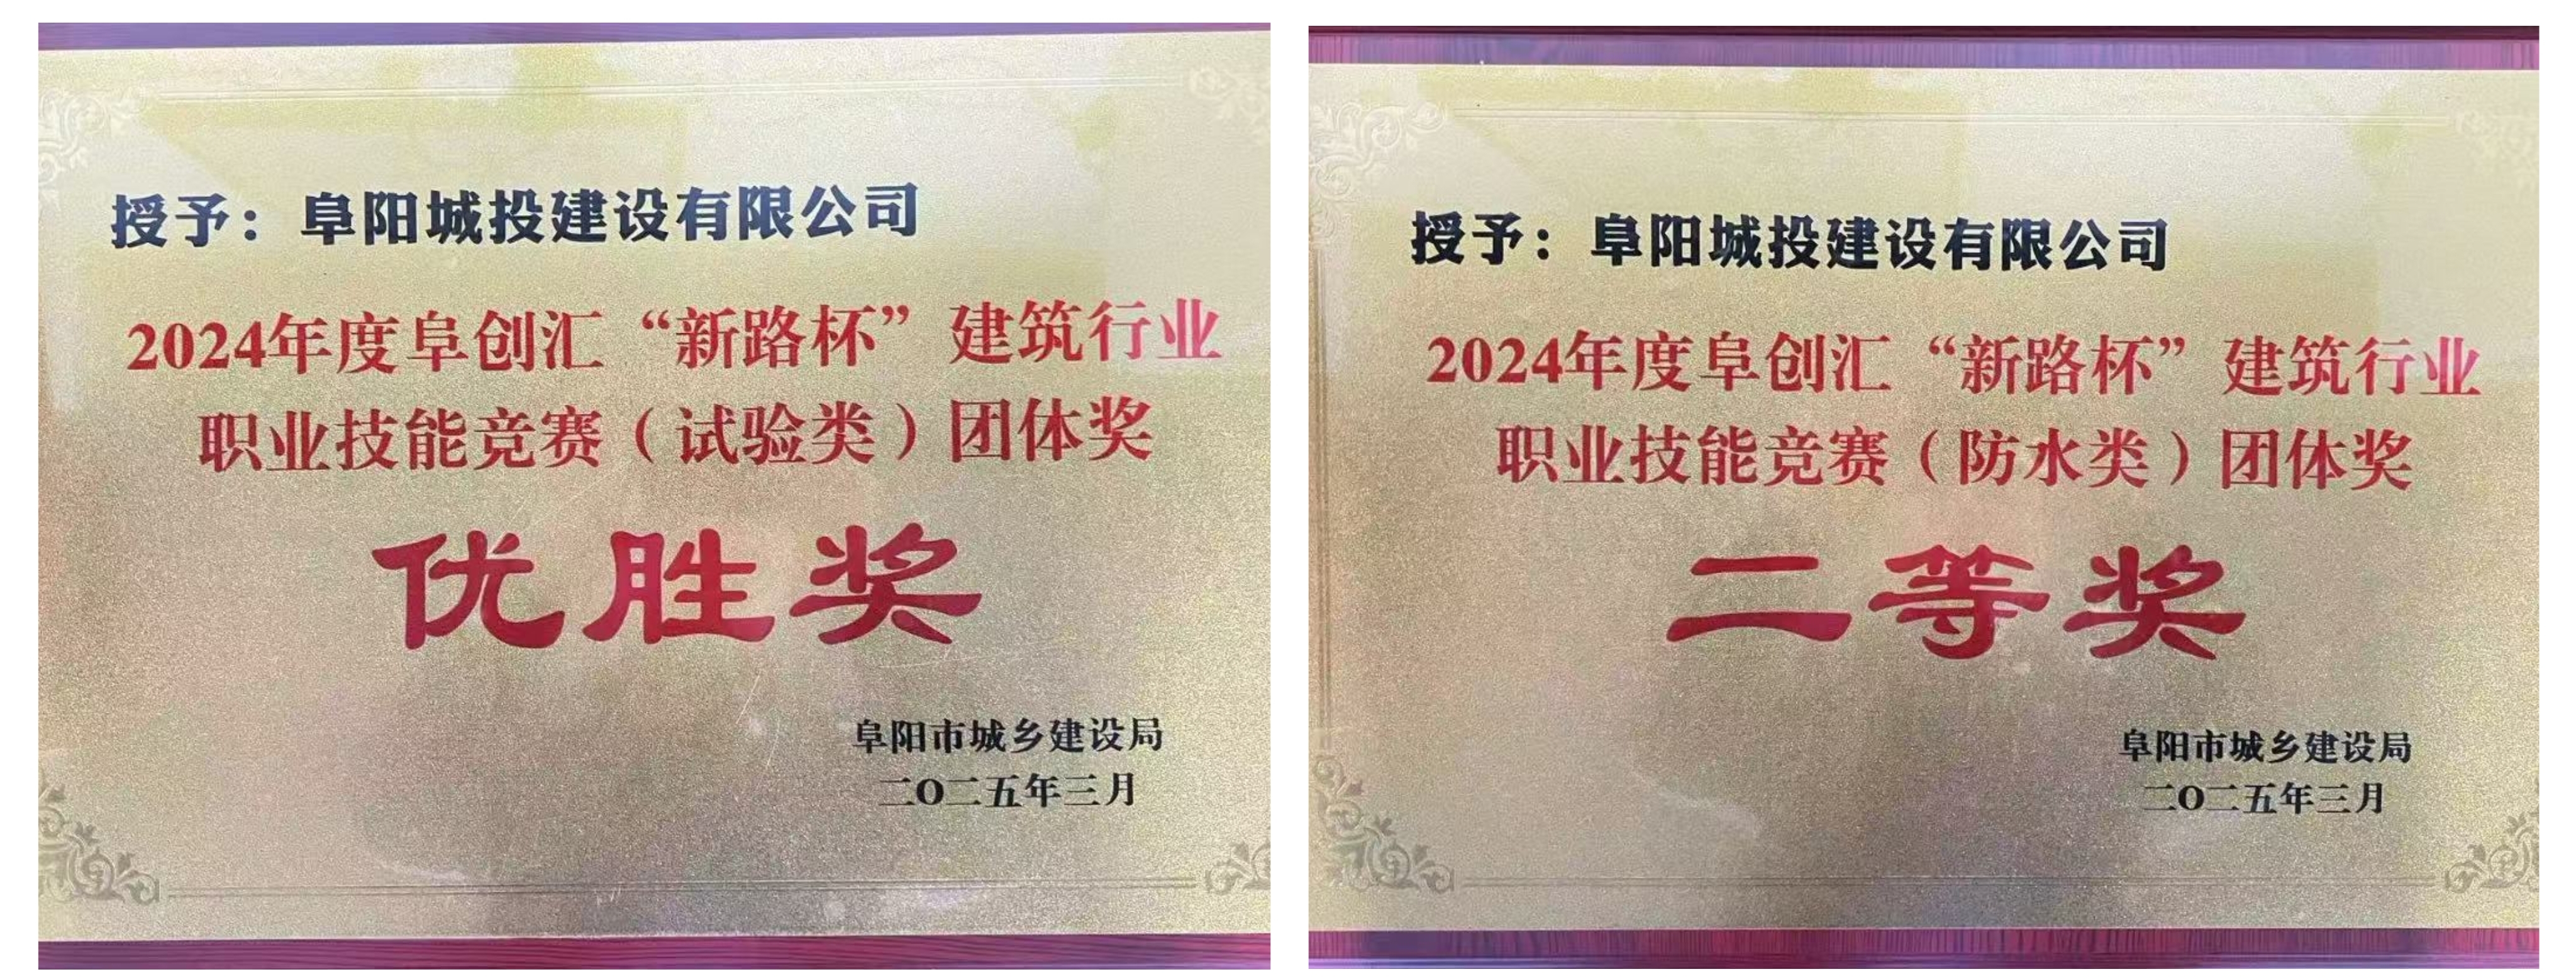 授予：阜阳城投建设有限公司
2024年度阜创汇“新路杯”建筑行业
职业技能竞赛（试验类）团体奖
优胜奖
阜阳市城乡建设局
二O二五年三月
授予：阜阳城投建设有限公司
2024年度阜创汇“新路杯”建筑行业
职业技能竞赛（防水类）团体奖
二等奖
阜阳市城乡建设局
二O二五年三月